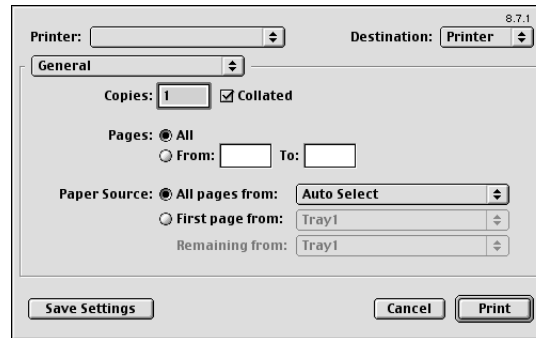 8.7.1
Printer: Destination: Printer
General
Copies: 1 Collated
Pages: All
From: To:
Paper Source: All pages from: Auto Select
First page from: Tray1
Remaining from: Tray1
Save Settings Cancel Print